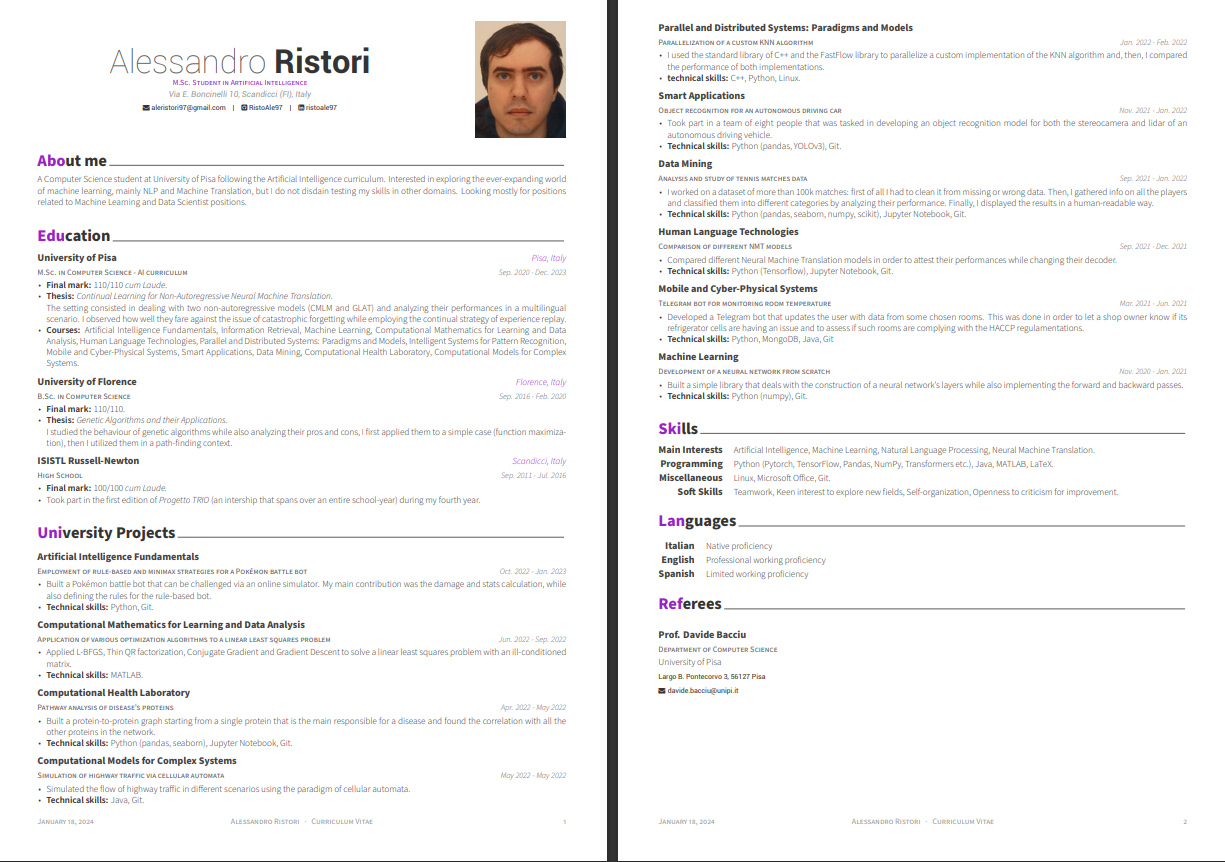 Alessandro Ristori
M.Sc. Student in Artificial Intelligence
Via E. Boncinelli 10, Scandicci (FI), Italy
aleristori97@gmail.com | RistoAle97 | ristoale97
About me
A Computer Science student at University of Pisa following the Artificial Intelligence curriculum. Interested in exploring the ever-expanding world
of machine learning, mainly NLP and Machine Translation, but I do not disdain testing my skills in other domains. Looking mostly for positions
related to Machine Learning and Data Scientist positions.
Education
University of Pisa Pisa, Italy
M.Sc. in Computer Science - AI curriculum Sep. 2020 - Dec. 2023
• Final mark: 110/110 cum Laude.
• Thesis: Continual Learning for Non-Autoregressive Neural Machine Translation.
The setting consisted in dealing with two non-autoregressive models (CMLM and GLAT) and analyzing their performances in a multilingual
scenario. I observed how well they fare against the issue of catastrophic forgetting while employing the continual strategy of experience replay.
• Courses: Artificial Intelligence Fundamentals, Information Retrieval, Machine Learning, Computational Mathematics for Learning and Data
Analysis, Human Language Technologies, Parallel and Distributed Systems: Paradigms and Models, Intelligent Systems for Pattern Recognition,
Mobile and Cyber-Physical Systems, Smart Applications, Data Mining, Computational Health Laboratory, Computational Models for Complex
Systems.
University of Florence Florence, Italy
B.Sc. in Computer Science Sep. 2016 - Feb. 2020
• Final mark: 110/110.
• Thesis: Genetic Algorithms and their Applications.
I studied the behaviour of genetic algorithms while also analyzing their pros and cons, I first applied them to a simple case (function maximiza-
tion), then I utilized them in a path-finding context.
ISISTL Russell-Newton Scandicci, Italy
High School Sep. 2011 - Jul. 2016
• Final mark: 100/100 cum Laude.
• Took part in the first edition of Progetto TRIO (an intership that spans over an entire school-year) during my fourth year.
University Projects
Artificial Intelligence Fundamentals
Employment of rule-based and minimax strategies for a Pokémon battle bot Oct. 2022 - Jan. 2023
• Built a Pokémon battle bot that can be challenged via an online simulator. My main contribution was the damage and stats calculation, while
also defining the rules for the rule-based bot.
• Technical skills: Python, Git.
Computational Mathematics for Learning and Data Analysis
Application of various optimization algorithms to a linear least squares problem Jun. 2022 - Sep. 2022
• Applied L-BFGS, Thin QR factorization, Conjugate Gradient and Gradient Descent to solve a linear least squares problem with an ill-conditioned
matrix.
• Technical skills: MATLAB.
Computational Health Laboratory
Pathway analysis of disease's proteins Apr. 2022 - May 2022
• Built a protein-to-protein graph starting from a single protein that is the main responsible for a disease and found the correlation with all the
other proteins in the network.
• Technical skills: Python (pandas, seaborn), Jupyter Notebook, Git.
Computational Models for Complex Systems
Simulation of highway traffic via cellular automata May 2022 - May 2022
• Simulated the flow of highway traffic in different scenarios using the paradigm of cellular automata.
• Technical skills: Java, Git.
January 18, 2024 Alessandro Ristori · Curriculum Vitae 1
Parallel and Distributed Systems: Paradigms and Models
Parallelization of a custom KNN algorithm Jan. 2022 - Feb. 2022
• I used the standard library of C++ and the FastFlow library to parallelize a custom implementation of the KNN algorithm and, then, I compared
the performance of both implementations.
• technical skills: C++, Python, Linux.
Smart Applications
Object recognition for an autonomous driving car Nov. 2021 - Jan. 2022
• Took part in a team of eight people that was tasked in developing an object recognition model for both the stereocamera and lidar of an
autonomous driving vehicle.
• Technical skills: Python (pandas, YOLOv3), Git.
Data Mining
Analysis and study of tennis matches data Sep. 2021 - Jan. 2022
• I worked on a dataset of more than 100k matches: first of all I had to clean it from missing or wrong data. Then, I gathered info on all the players
and classified them into different categories by analyzing their performance. Finally, I displayed the results in a human-readable way.
• Technical skills: Python (pandas, seaborn, numpy, scikit), Jupyter Notebook, Git.
Human Language Technologies
Comparison of different NMT models Sep. 2021 - Dec. 2021
• Compared different Neural Machine Translation models in order to attest their performances while changing their decoder.
• Technical skills: Python (Tensorflow), Jupyter Notebook, Git.
Mobile and Cyber-Physical Systems
Telegram bot for monitoring room temperature Mar. 2021 - Jun. 2021
• Developed a Telegram bot that updates the user with data from some chosen rooms. This was done in order to let a shop owner know if its
refrigerator cells are having an issue and to assess if such rooms are complying with the HACCP regulamentations.
• Technical skills: Python, MongoDB, Java, Git
Machine Learning
Development of a neural network from scratch Nov. 2020 - Jan. 2021
• Built a simple library that deals with the construction of a neural network's layers while also implementing the forward and backward passes.
• Technical skills: Python (numpy), Git.
Skills
Main Interests Artificial Intelligence, Machine Learning, Natural Language Processing, Neural Machine Translation.
Programming Python (Pytorch, TensorFlow, Pandas, NumPy, Transformers etc.), Java, MATLAB, LaTeX.
Miscellaneous Linux, Microsoft Office, Git.
Soft Skills Teamwork, Keen interest to explore new fields, Self-organization, Openness to criticism for improvement.
Languages
Italian Native proficiency
English Professional working proficiency
Spanish Limited working proficiency
Referees
Prof. Davide Bacciu
Department of Computer Science
University of Pisa
Largo B. Pontecorvo 3, 56127 Pisa
davide.bacciu@unipi.it
January 18, 2024 Alessandro Ristori · Curriculum Vitae 2